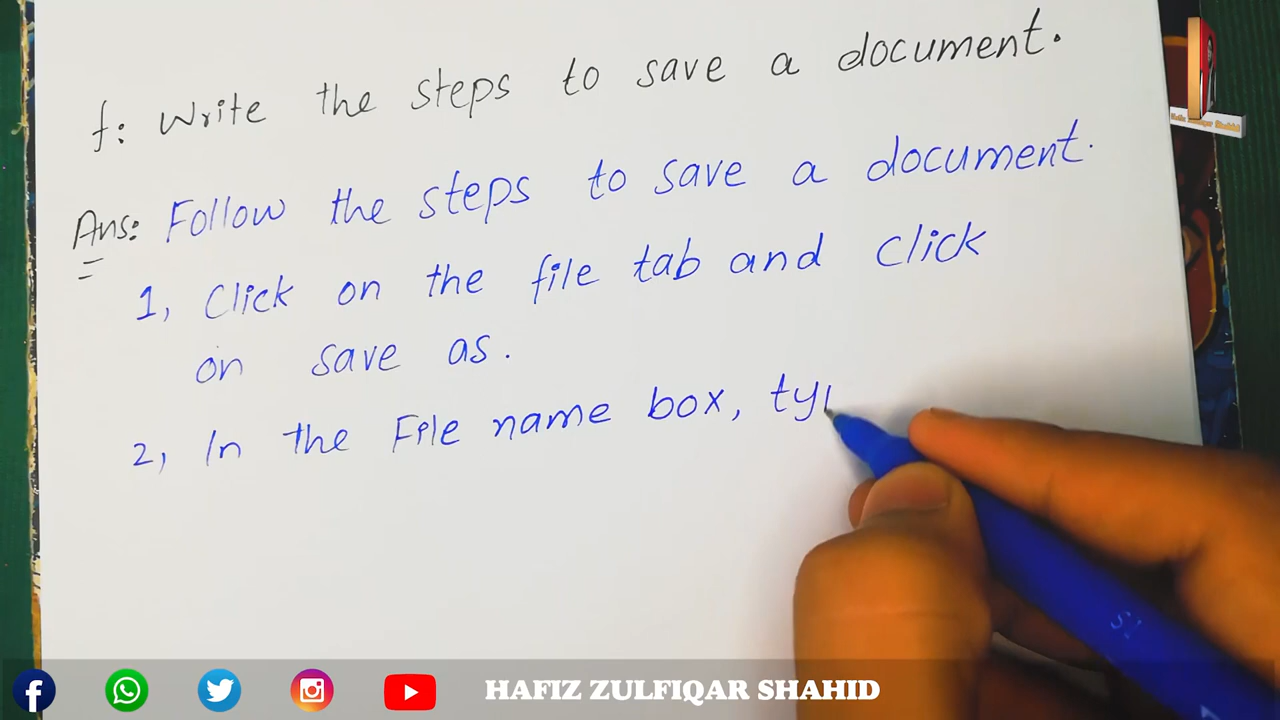 f: Write the steps to save a document.
Ans: Follow the steps to save a document.
1, Click on the file tab and click
on save as.
2, In the File name box, ty
HAFIZ ZULFIQAR SHAHID